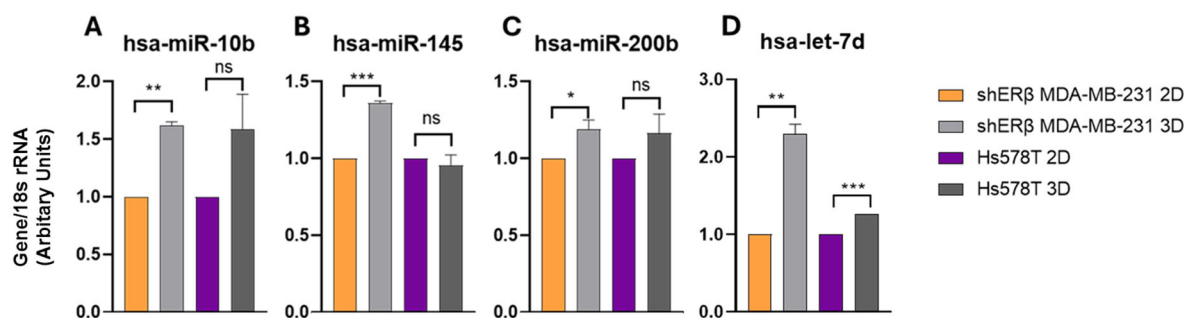 A
hsa-miR-10b
B
hsa-miR-145
C
hsa-miR-200b
D
hsa-let-7d
Gene/18s rRNA
(Arbitary Units)
2.0
1.5
1.0
0.5
0.0
**
ns
1.5
1.0
0.5
0.0
***
ns
1.5
1.0
0.5
0.0
*
ns
3.0
2.0
1.0
0.0
**
***
shERβ MDA-MB-231 2D
shERβ MDA-MB-231 3D
Hs578T 2D
Hs578T 3D